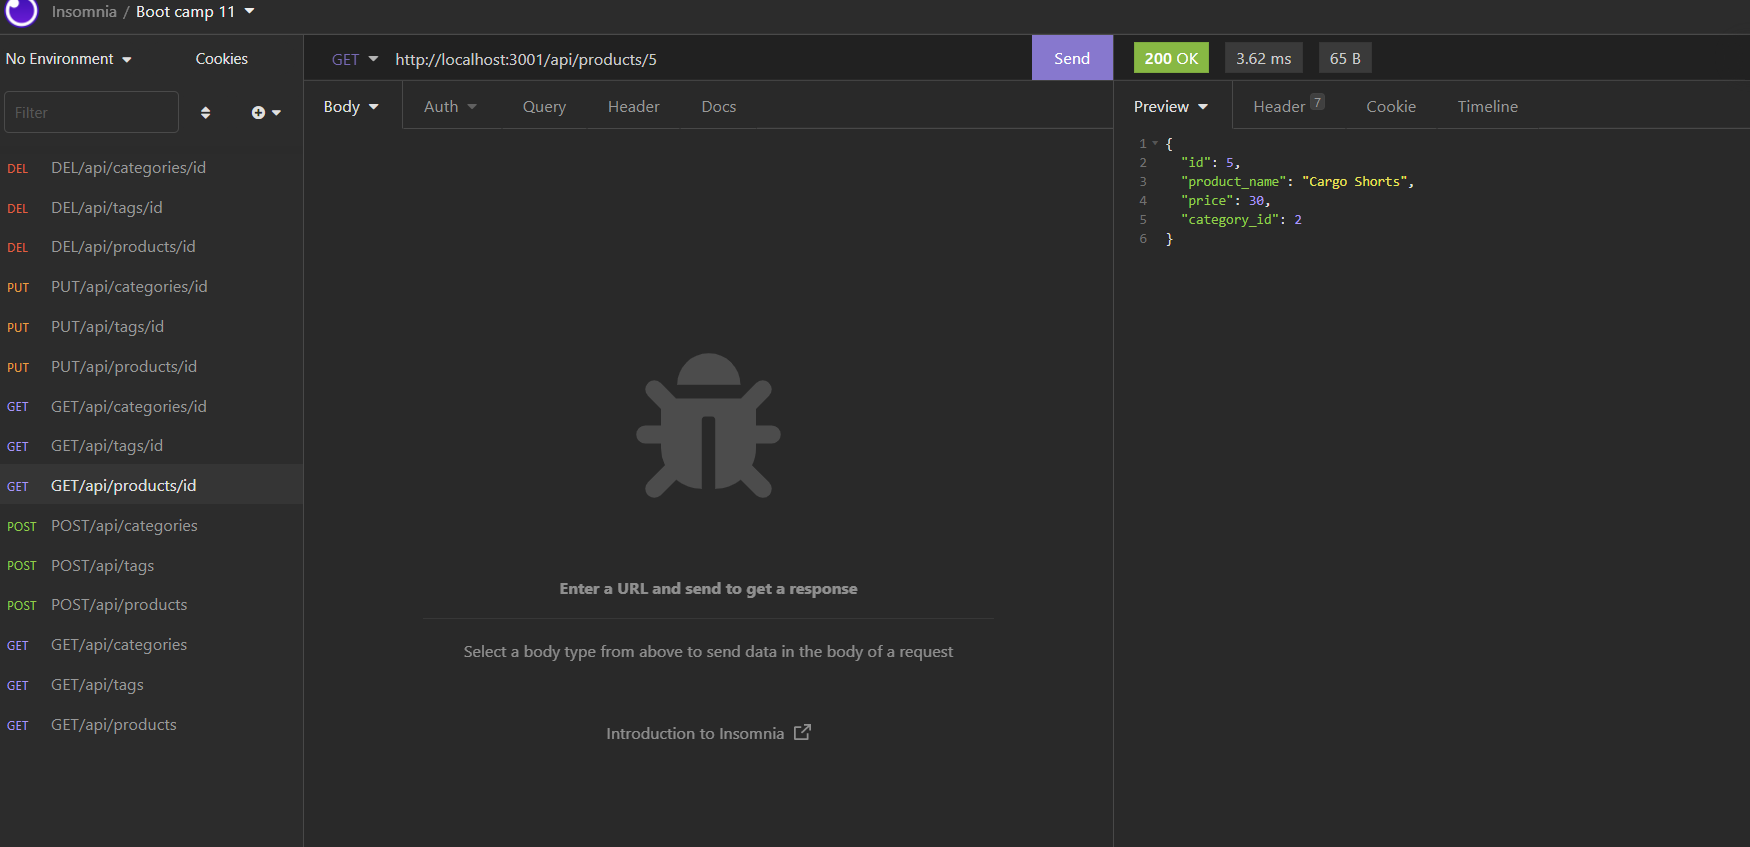 Insomnia / Boot camp 11
No Environment
Cookies
Filter
DEL DEL/api/categories/id
DEL DEL/api/tags/id
DEL DEL/api/products/id
PUT PUT/api/categories/id
PUT PUT/api/tags/id
PUT PUT/api/products/id
GET GET/api/categories/id
GET GET/api/tags/id
GET GET/api/products/id
POST POST/api/categories
POST POST/api/tags
POST POST/api/products
GET GET/api/categories
GET GET/api/tags
GET GET/api/products
GET http://localhost:3001/api/products/5 Send
Body Auth Query Header Docs
Enter a URL and send to get a response
Select a body type from above to send data in the body of a request
Introduction to Insomnia
200 OK 3.62 ms 65 B
Preview Header 7 Cookie Timeline
1 {
2 "id": 5,
3 "product_name": "Cargo Shorts",
4 "price": 30,
5 "category_id": 2
6 }